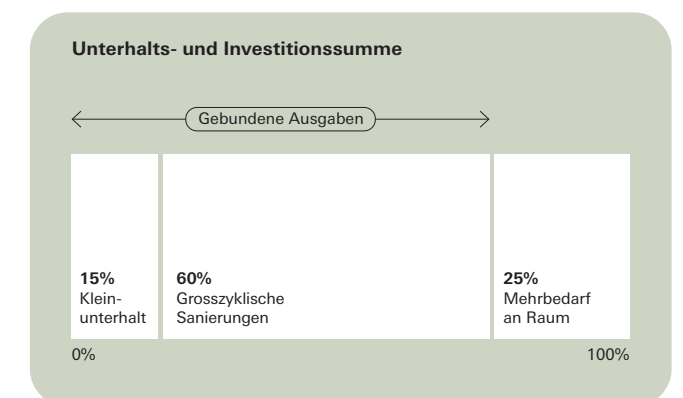 Unterhalts- und Investitionssumme
Gebundene Ausgaben
15%
Klein-
unterhalt
60%
Grosszyklische
Sanierungen
25%
Mehrbedarf
an Raum
0%
100%